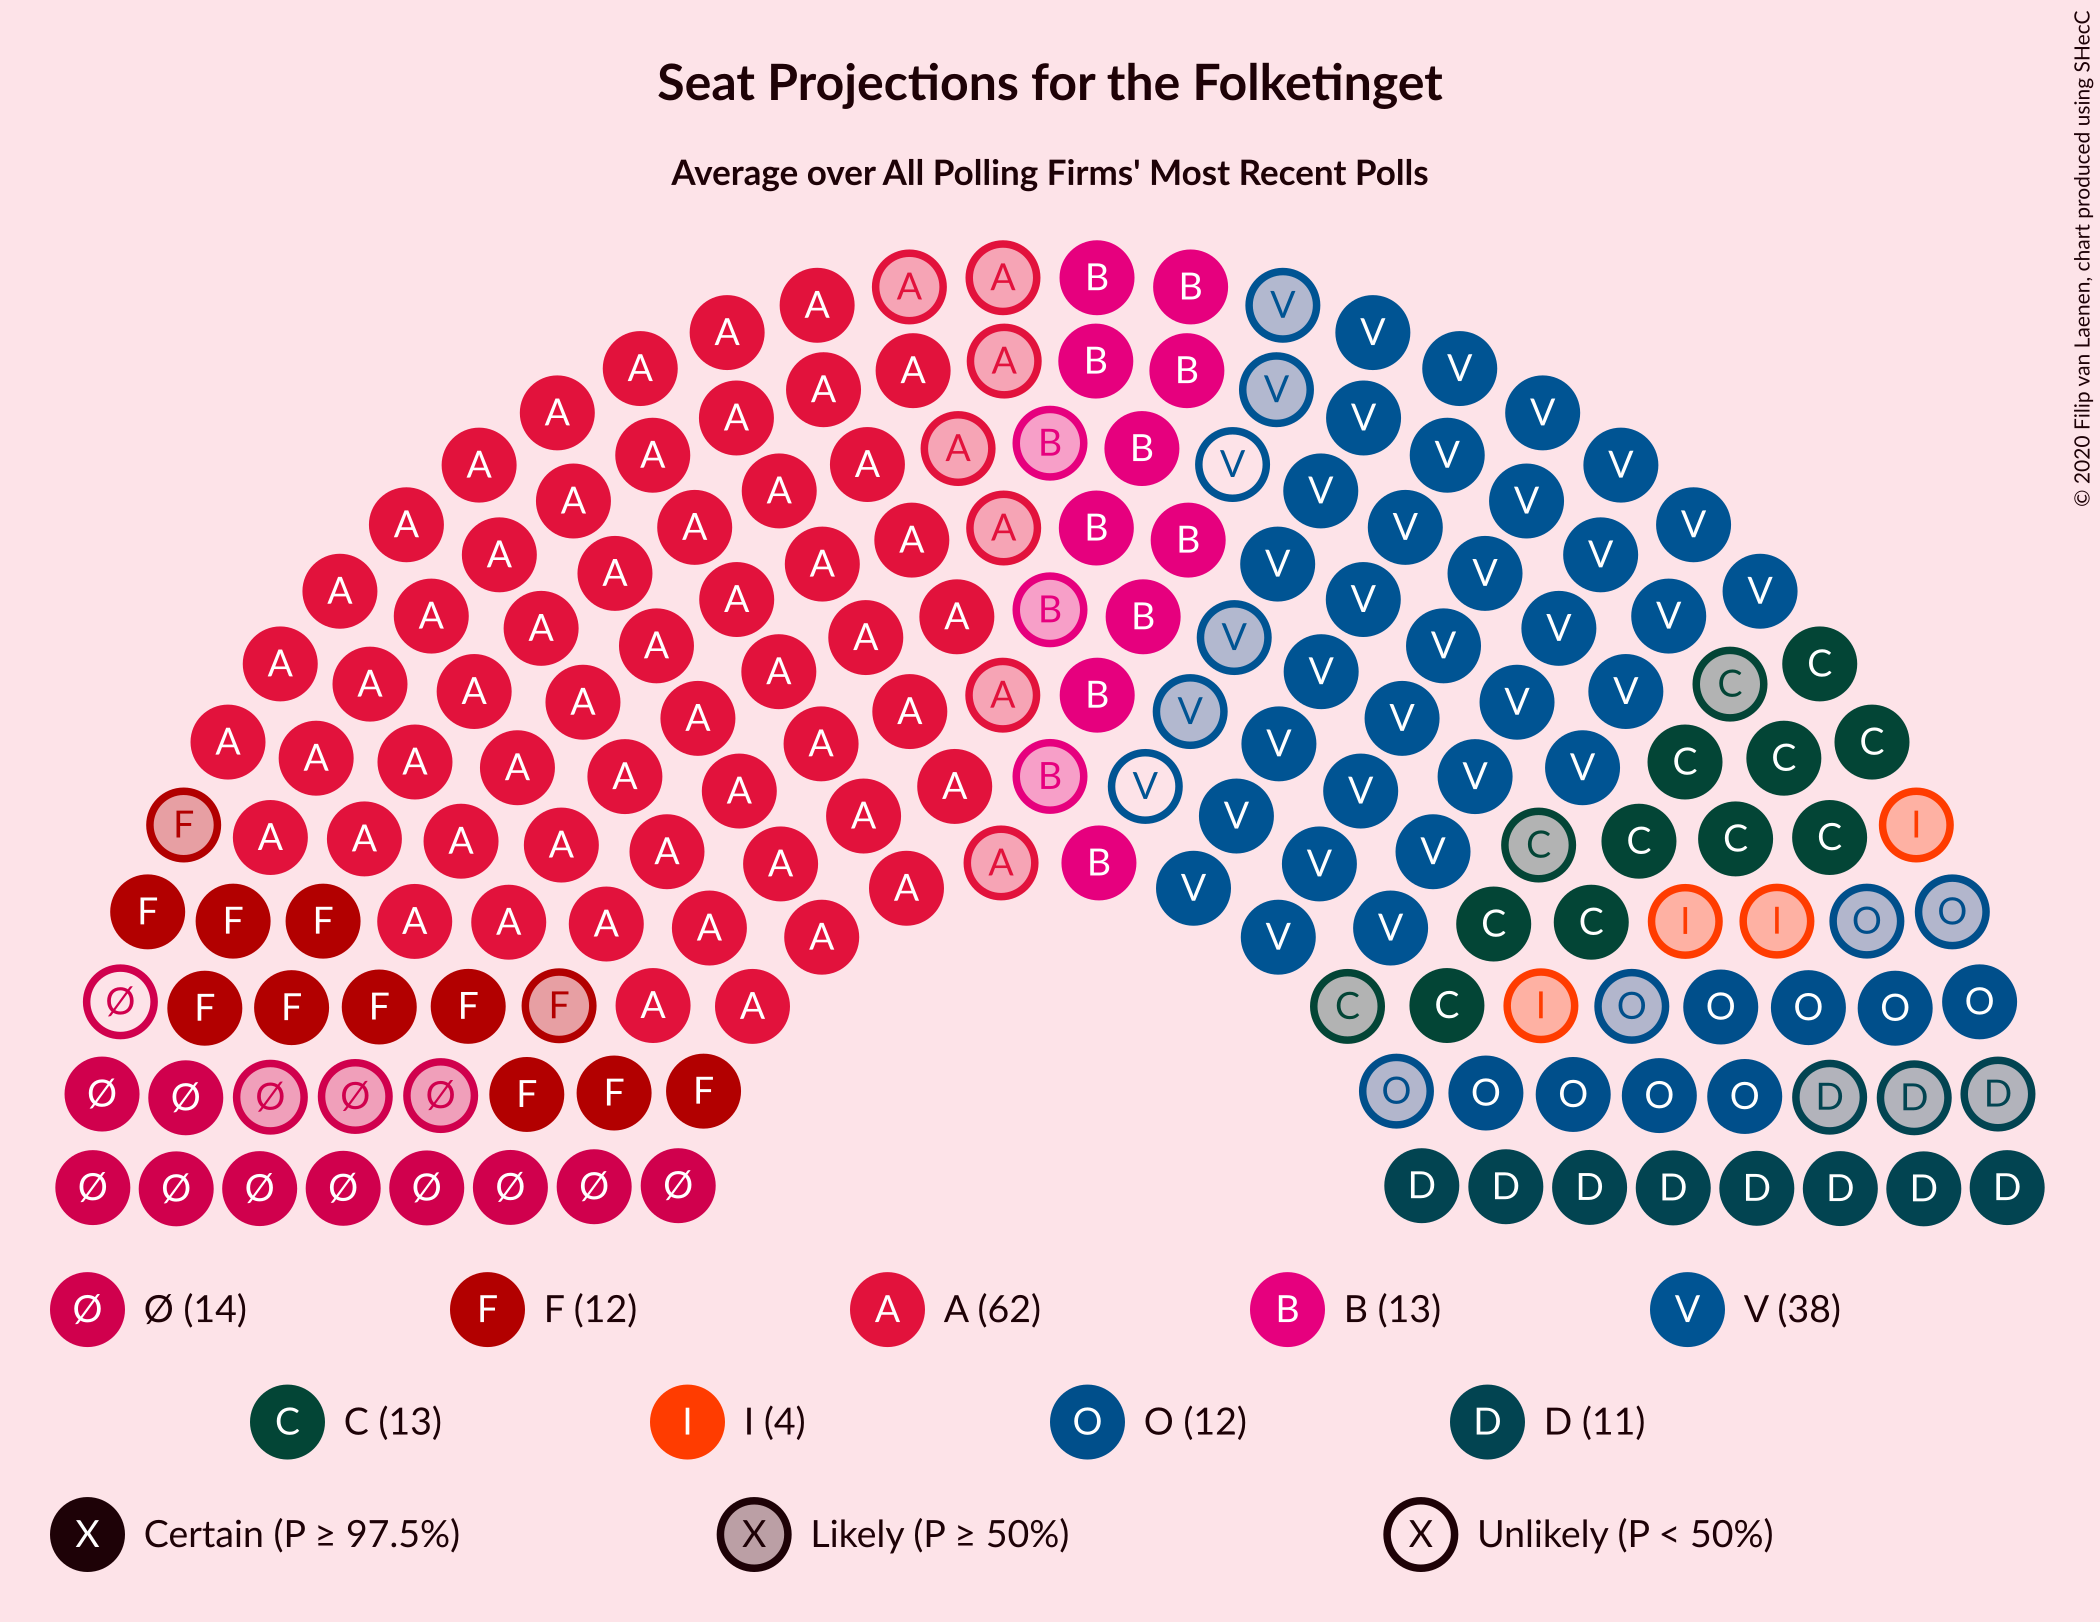 Seat Projections for the Folketinget
Average over All Polling Firms' Most Recent Polls
© 2020 Filip van Laenen, chart produced using SHecC
A A B B V
A A A B B V V V
A A A A B B V V V V
A A A A A B B V V V V V
A A A A A A B B V V V V V V
A A A A A A B V V V V V V C C
A A A A A A A A B V V V V V C C C
F A A A A A A A A B V V V C C C C I
F F F A A A A A V V V C C I I O O
Ø F F F F F A A C C I O O O O O
Ø Ø Ø Ø Ø F F F O O O O O D D D
Ø Ø Ø Ø Ø Ø Ø Ø D D D D D D D D
Ø Ø (14) F F (12) A A (62) B B (13) V V (38)
C C (13) I I (4) O O (12) D D (11)
X Certain (P ≥ 97.5%) X Likely (P ≥ 50%) X Unlikely (P < 50%)